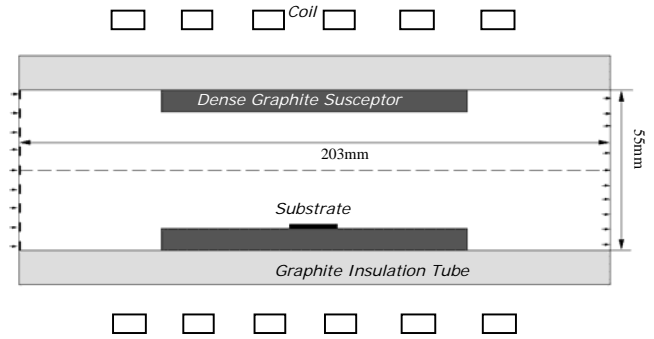 Coil
Dense Graphite Susceptor
203mm
55mm
Substrate
Graphite Insulation Tube